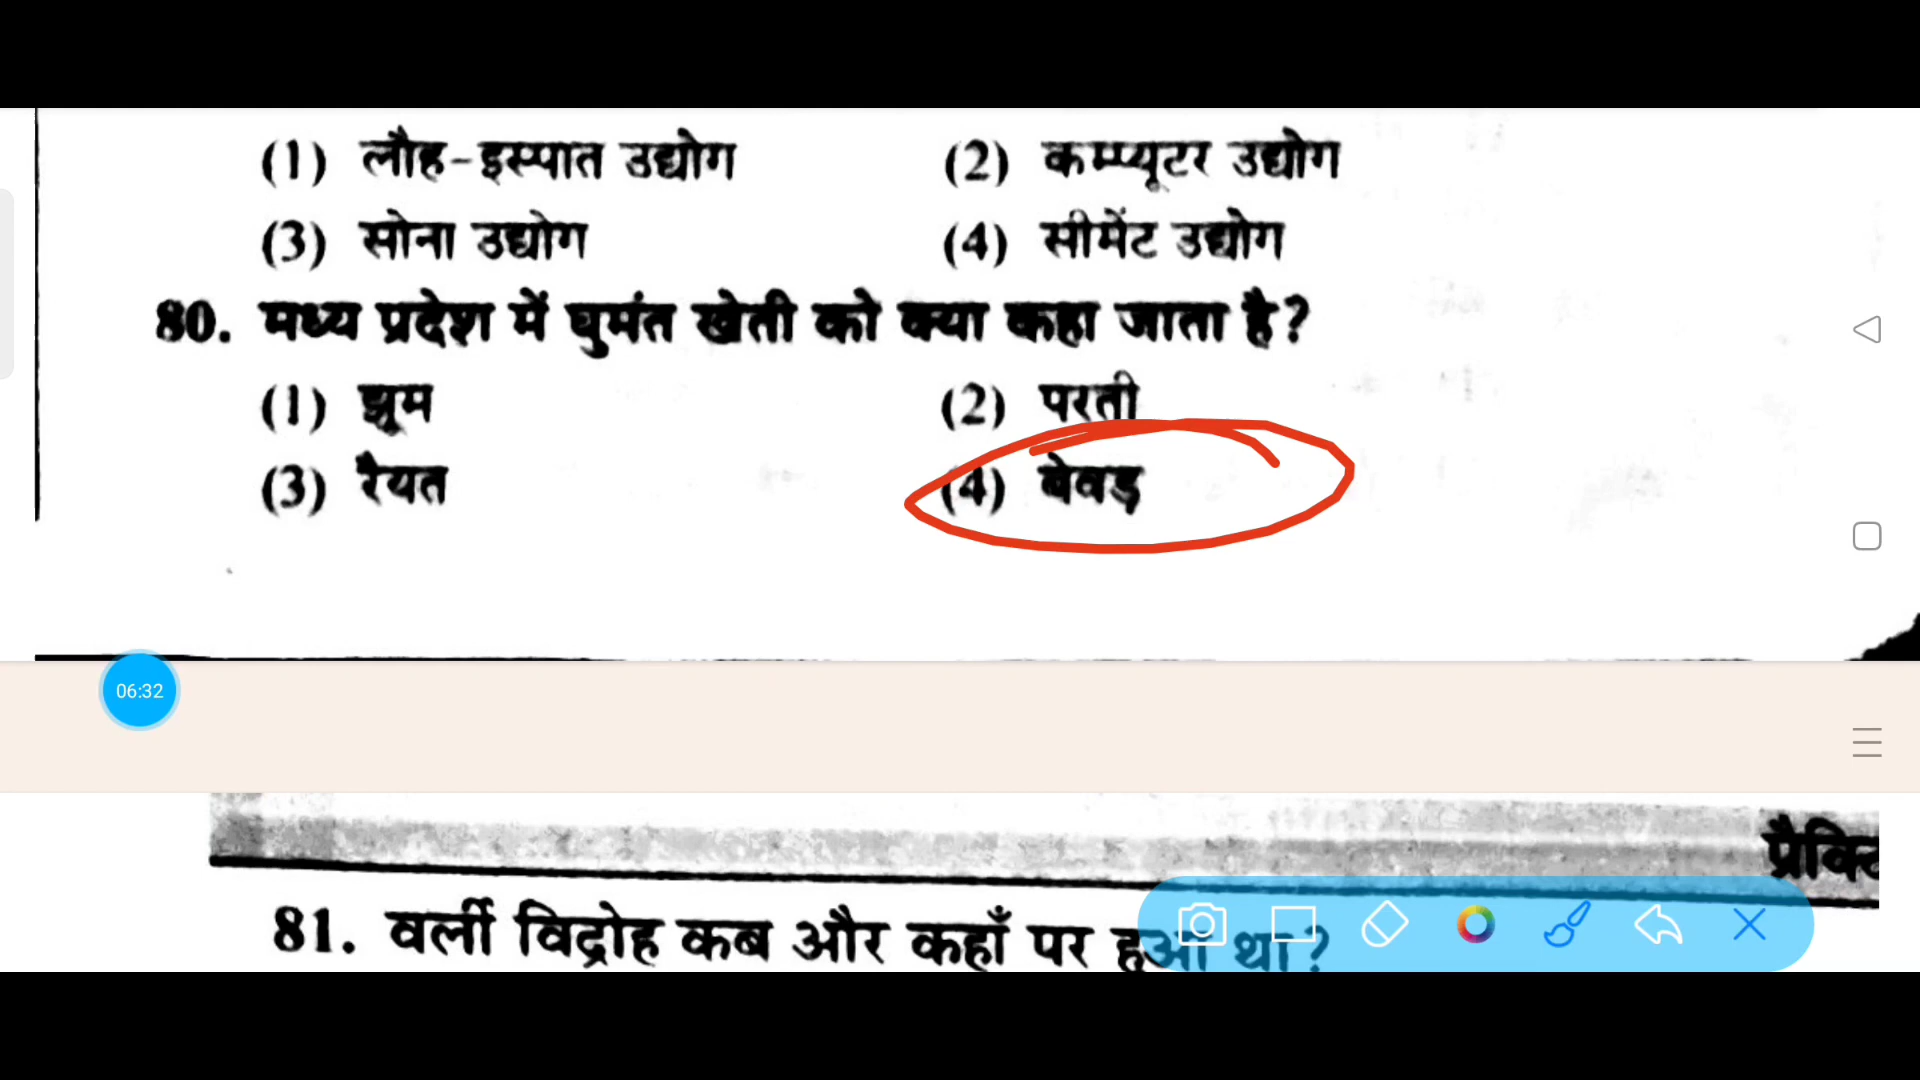 (1) लौह-इस्पात उद्योग (2) कम्प्यूटर उद्योग
(3) सोना उद्योग (4) सीमेंट उद्योग
80. मध्य प्रदेश में घुमंत खेती को क्या कहा जाता है?
(1) झूम (2) परती
(3) रैयत (4) बेवड़
06:32
81. वर्ली विद्रोह कब और कहाँ पर हुआ था?